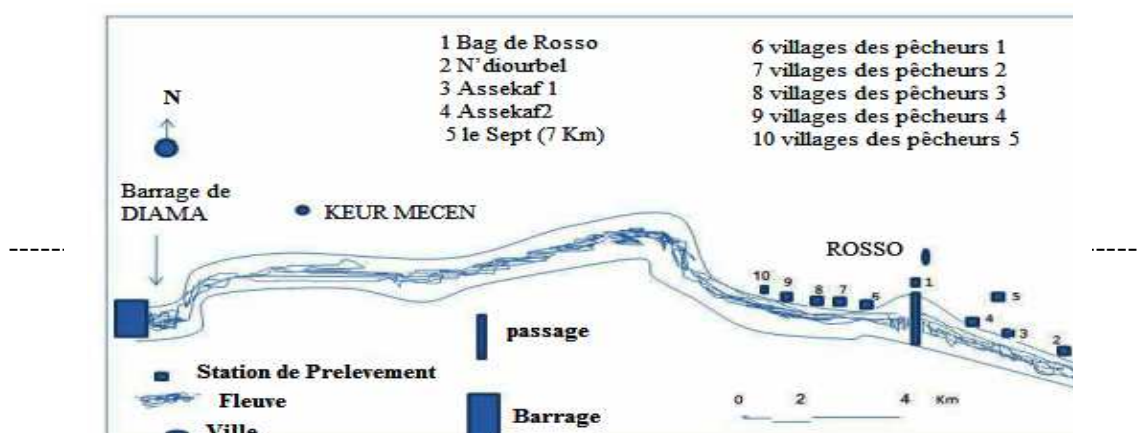 1 Bag de Rosso
2 N'diourbel
3 Assekaf 1
4 Assekaf2
5 le Sept (7 Km)
6 villages des pêcheurs 1
7 villages des pêcheurs 2
8 villages des pêcheurs 3
9 villages des pêcheurs 4
10 villages des pêcheurs 5
N
Barrage de
DIAMA
KEUR MECEN
ROSSO
10
9
8
7
6
1
5
4
3
2
passage
Station de Prelevement
Fleuve
Barrage
Ville
0 2 4 Km